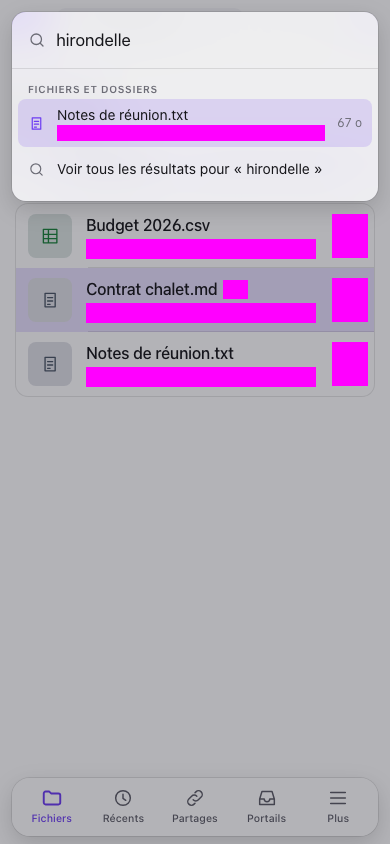 hirondelle
FICHIERS ET DOSSIERS
Notes de réunion.txt
67 o
Voir tous les résultats pour « hirondelle »
Budget 2026.csv
Contrat chalet.md
Notes de réunion.txt
Fichiers
Récents
Partages
Portails
Plus